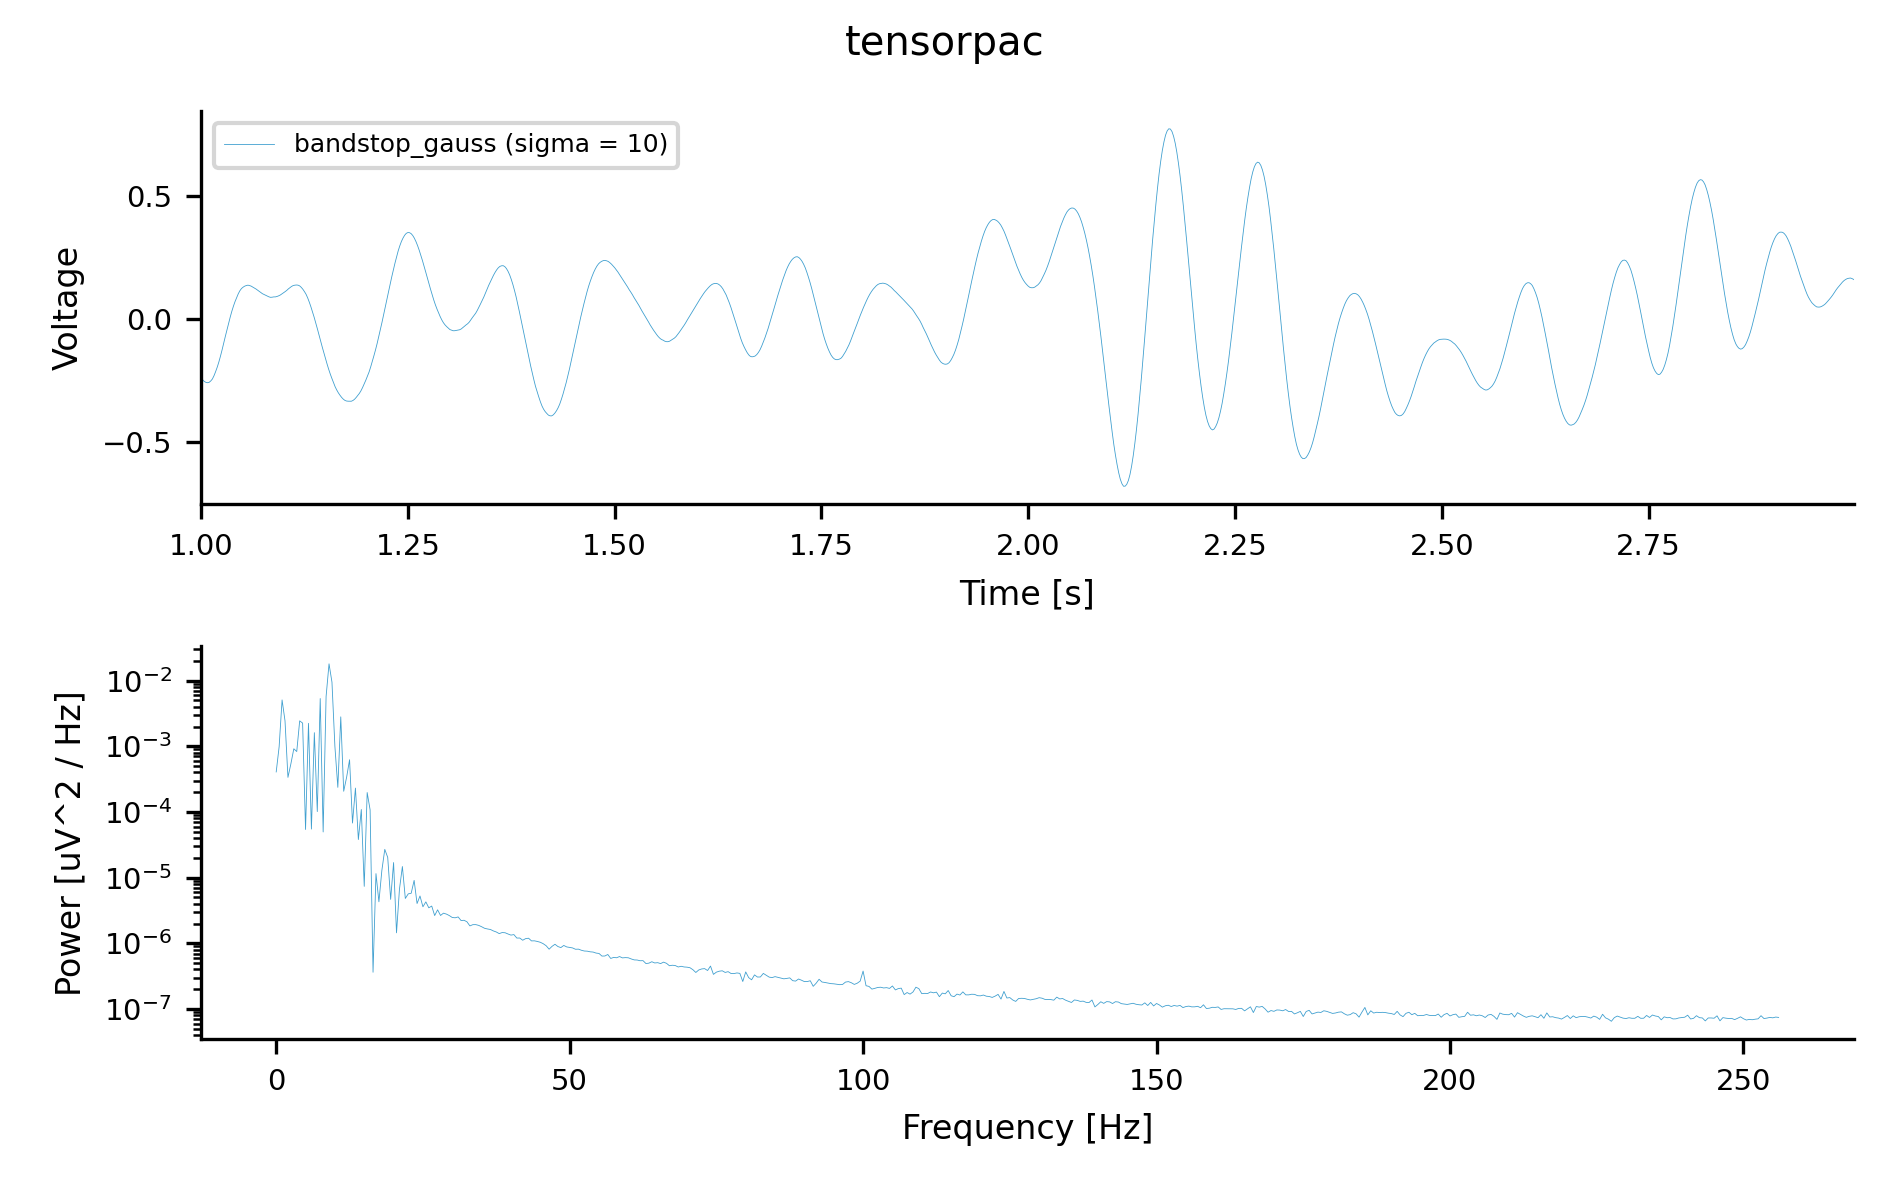 tensorpac
bandstop_gauss (sigma = 10)
Voltage
0.5
0.0
−0.5
1.00 1.25 1.50 1.75 2.00 2.25 2.50 2.75
Time [s]
Power [uV^2 / Hz]
10⁻²
10⁻³
10⁻⁴
10⁻⁵
10⁻⁶
10⁻⁷
0 50 100 150 200 250
Frequency [Hz]